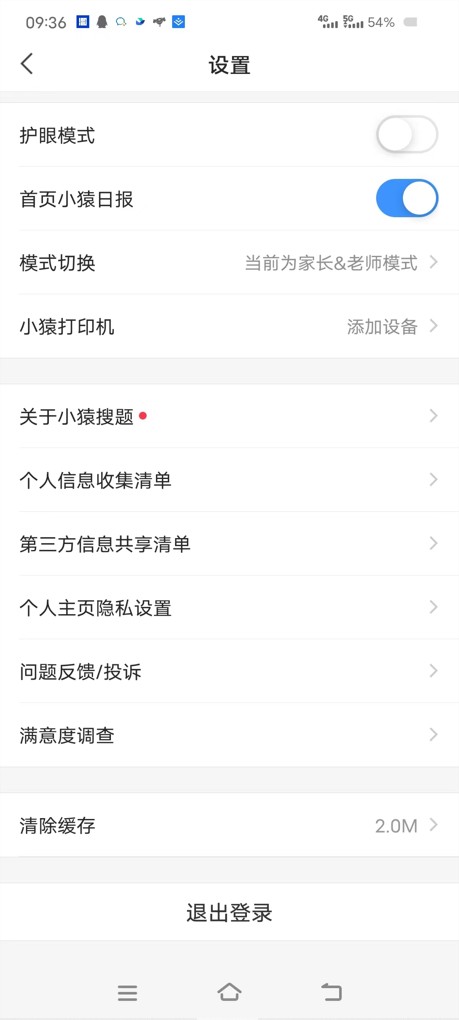 09:36 4G 5G 54%
设置
护眼模式
首页小猿日报
模式切换 当前为家长&老师模式
小猿打印机 添加设备
关于小猿搜题
个人信息收集清单
第三方信息共享清单
个人主页隐私设置
问题反馈/投诉
满意度调查
清除缓存 2.0M
退出登录